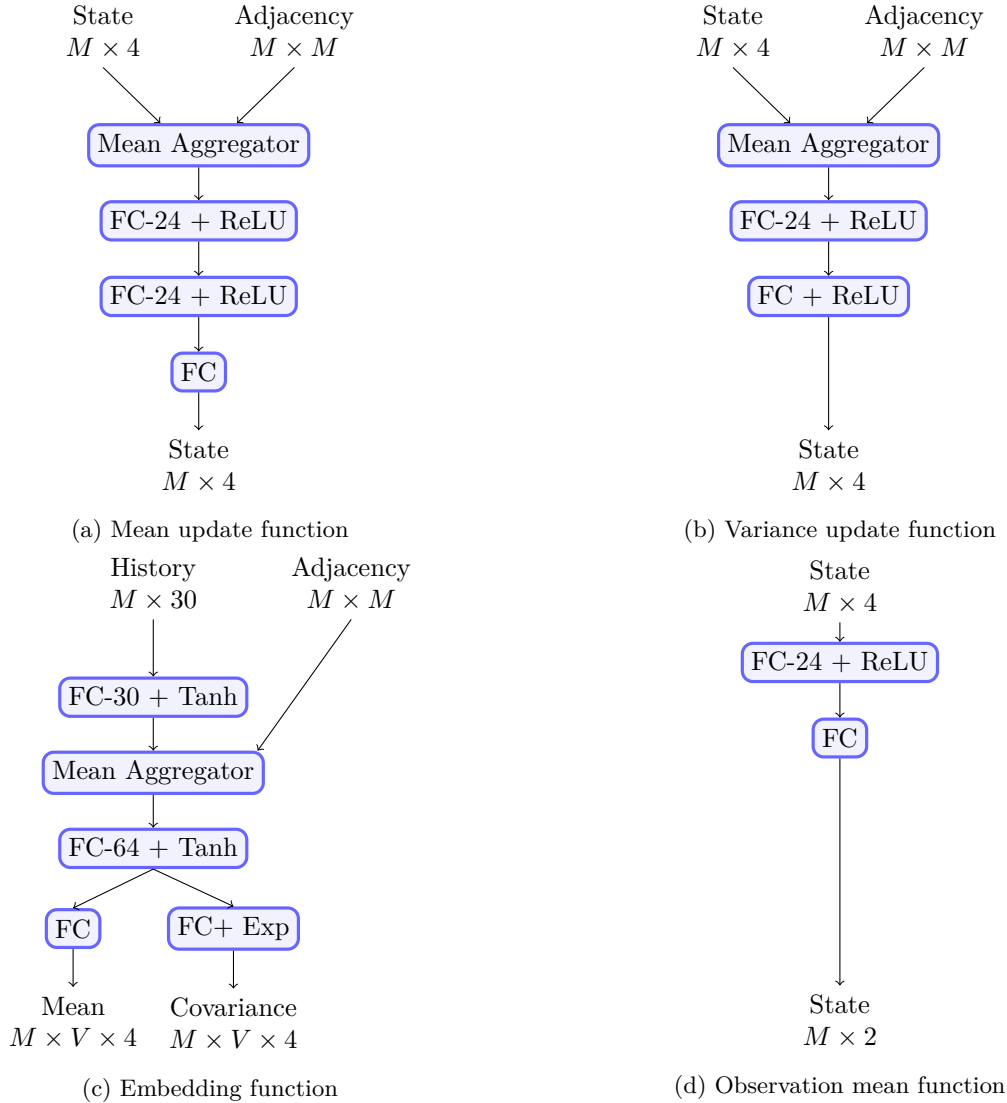 State
M × 4
Adjacency
M × M
Mean Aggregator
FC-24 + ReLU
FC-24 + ReLU
FC
State
M × 4
(a) Mean update function
State
M × 4
Adjacency
M × M
Mean Aggregator
FC-24 + ReLU
FC + ReLU
State
M × 4
(b) Variance update function
History
M × 30
Adjacency
M × M
FC-30 + Tanh
Mean Aggregator
FC-64 + Tanh
FC
FC+ Exp
Mean
M × V × 4
Covariance
M × V × 4
(c) Embedding function
State
M × 4
FC-24 + ReLU
FC
State
M × 2
(d) Observation mean function